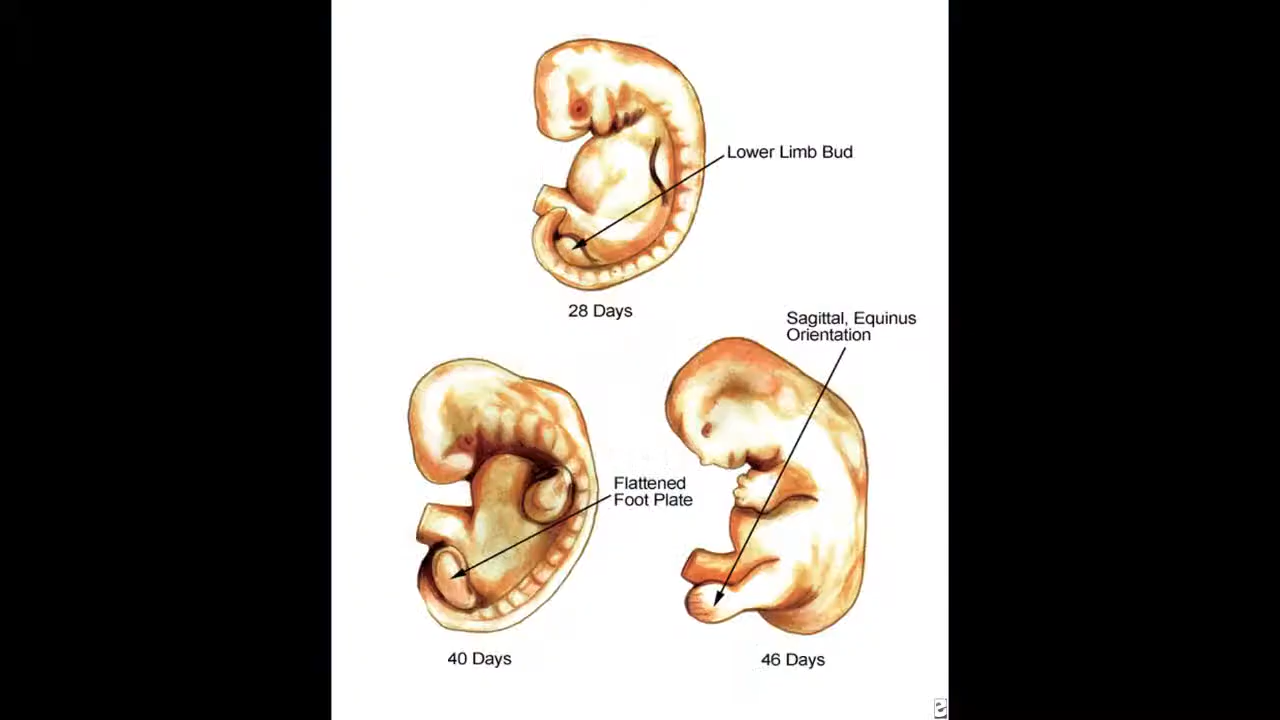 Lower Limb Bud
28 Days
Sagittal, Equinus
Orientation
Flattened
Foot Plate
40 Days
46 Days